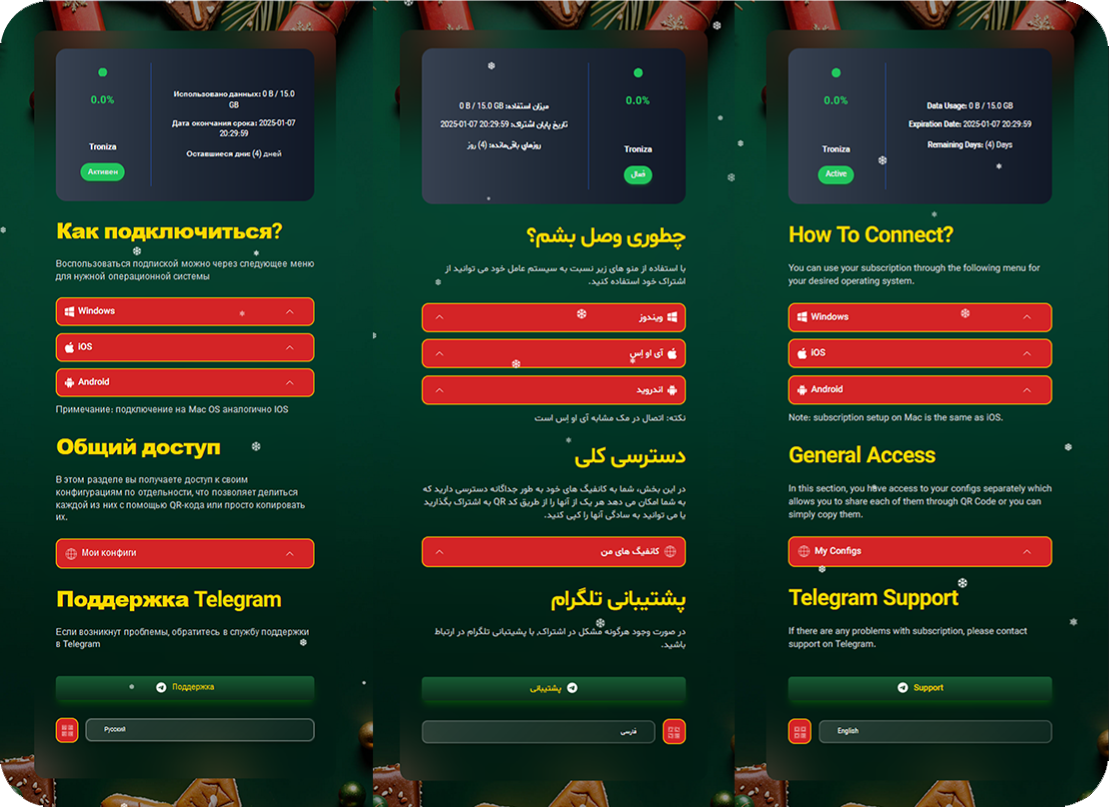 0.0%
Troniza
Активен
Использовано данных: 0 B / 15.0
GB
Дата окончания срока: 2025-01-07
20:29:59
Оставшиеся дни: (4) дней
Как подключиться?
Воспользоваться подпиской можно через следующее меню
для нужной операционной системы
Windows
iOS
Android
Примечание: подключение на Mac OS аналогично IOS
Общий доступ
В этом разделе вы получаете доступ к своим
конфигурациям по отдельности, что позволяет делиться
каждой из них с помощью QR-кода или просто копировать
их.
Мои конфиги
Поддержка Telegram
Если возникнут проблемы, обратитесь в службу поддержки
в Telegram
Поддержка
Русский
میزان استفاده: 0 B / 15.0 GB
تاریخ پایان اشتراک: 2025-01-07 20:29:59
روزهای باقی‌مانده: (4) روز
0.0%
Troniza
فعال
چطوری وصل بشم؟
با استفاده از منو های زیر نسبت به سیستم عامل خود می توانید از
اشتراک خود استفاده کنید.
ویندوز
آی او اِس
اندروید
نکته: اتصال در مک مشابه آی او اِس است
دسترسی کلی
در این بخش، شما به کانفیگ های خود به طور جداگانه دسترسی دارید که
به شما امکان می دهد هر یک از آنها را از طریق کد QR به اشتراک بگذارید
یا می توانید به سادگی آنها را کپی کنید.
کانفیگ های من
پشتیبانی تلگرام
در صورت وجود هرگونه مشکل در اشتراک، با پشیتبانی تلگرام در ارتباط
باشید.
پشتیبانی
فارسی
0.0%
Troniza
Active
Data Usage: 0 B / 15.0 GB
Expiration Date: 2025-01-07 20:29:59
Remaining Days: (4) Days
How To Connect?
You can use your subscription through the following menu for
your desired operating system.
Windows
iOS
Android
Note: subscription setup on Mac is the same as iOS.
General Access
In this section, you have access to your configs separately which
allows you to share each of them through QR Code or you can
simply copy them.
My Configs
Telegram Support
If there are any problems with subscription, please contact
support on Telegram.
Support
English